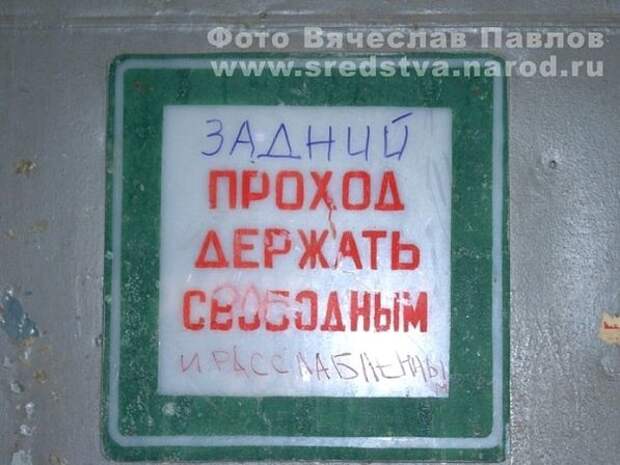 Фото Вячеслав Павлов
www.sredstva.narod.ru
ЗАДНИЙ
ПРОХОД
ДЕРЖАТЬ
СВОБОДНЫМ
И РАССЛАБЛЕННЫМ